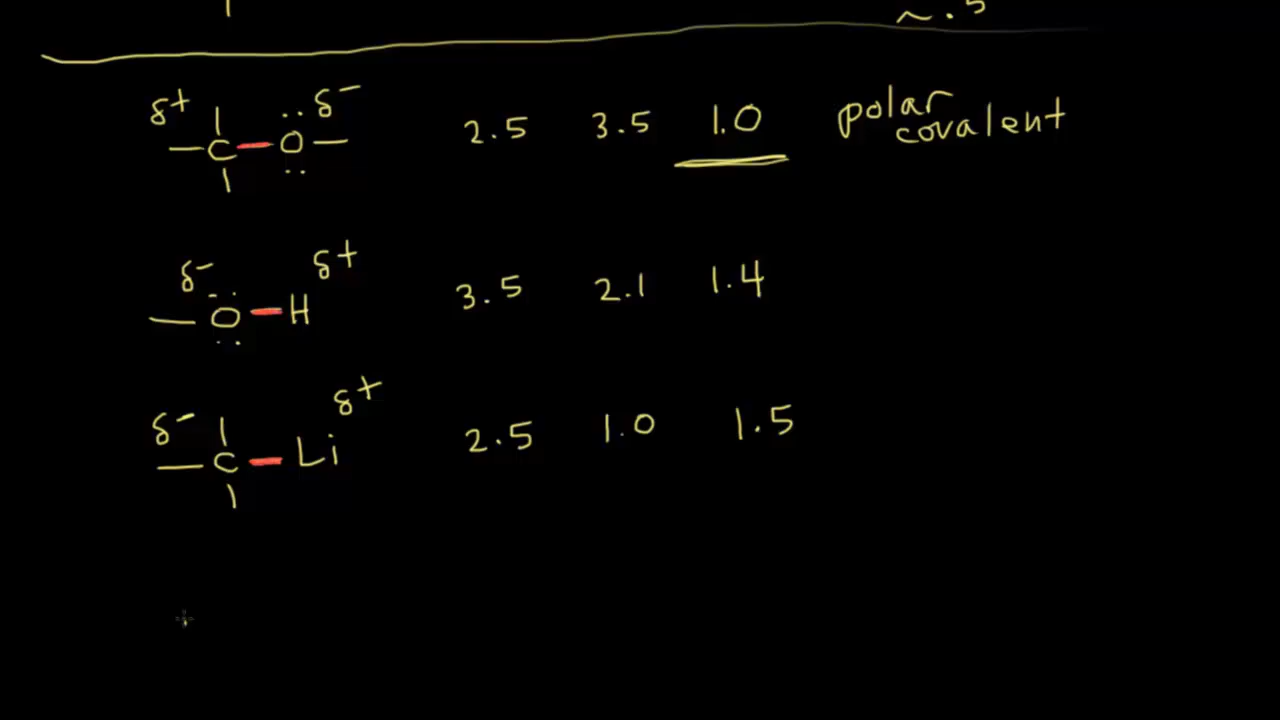 ~.5
δ+ δ-
C O 2.5 3.5 1.0 polar
covalent
δ- δ+
O H 3.5 2.1 1.4
δ- δ+
C Li 2.5 1.0 1.5